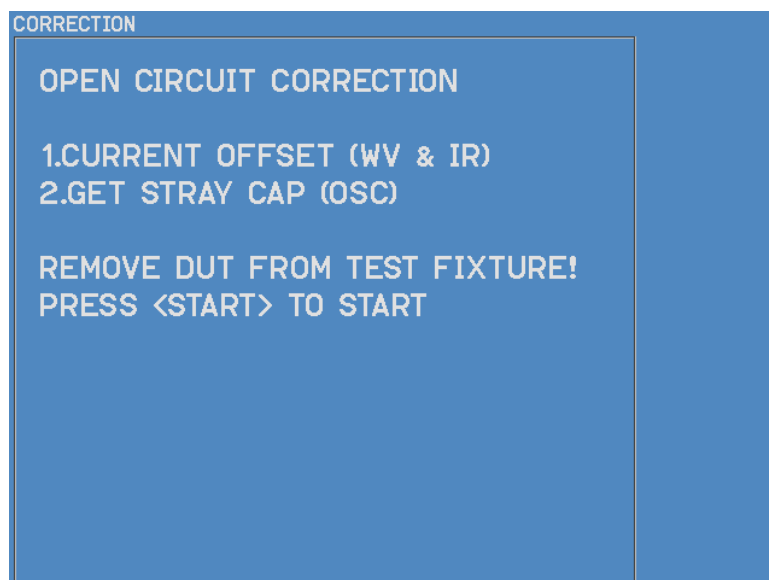 CORRECTION
OPEN CIRCUIT CORRECTION
1.CURRENT OFFSET (WV & IR)
2.GET STRAY CAP (OSC)
REMOVE DUT FROM TEST FIXTURE!
PRESS <START> TO START